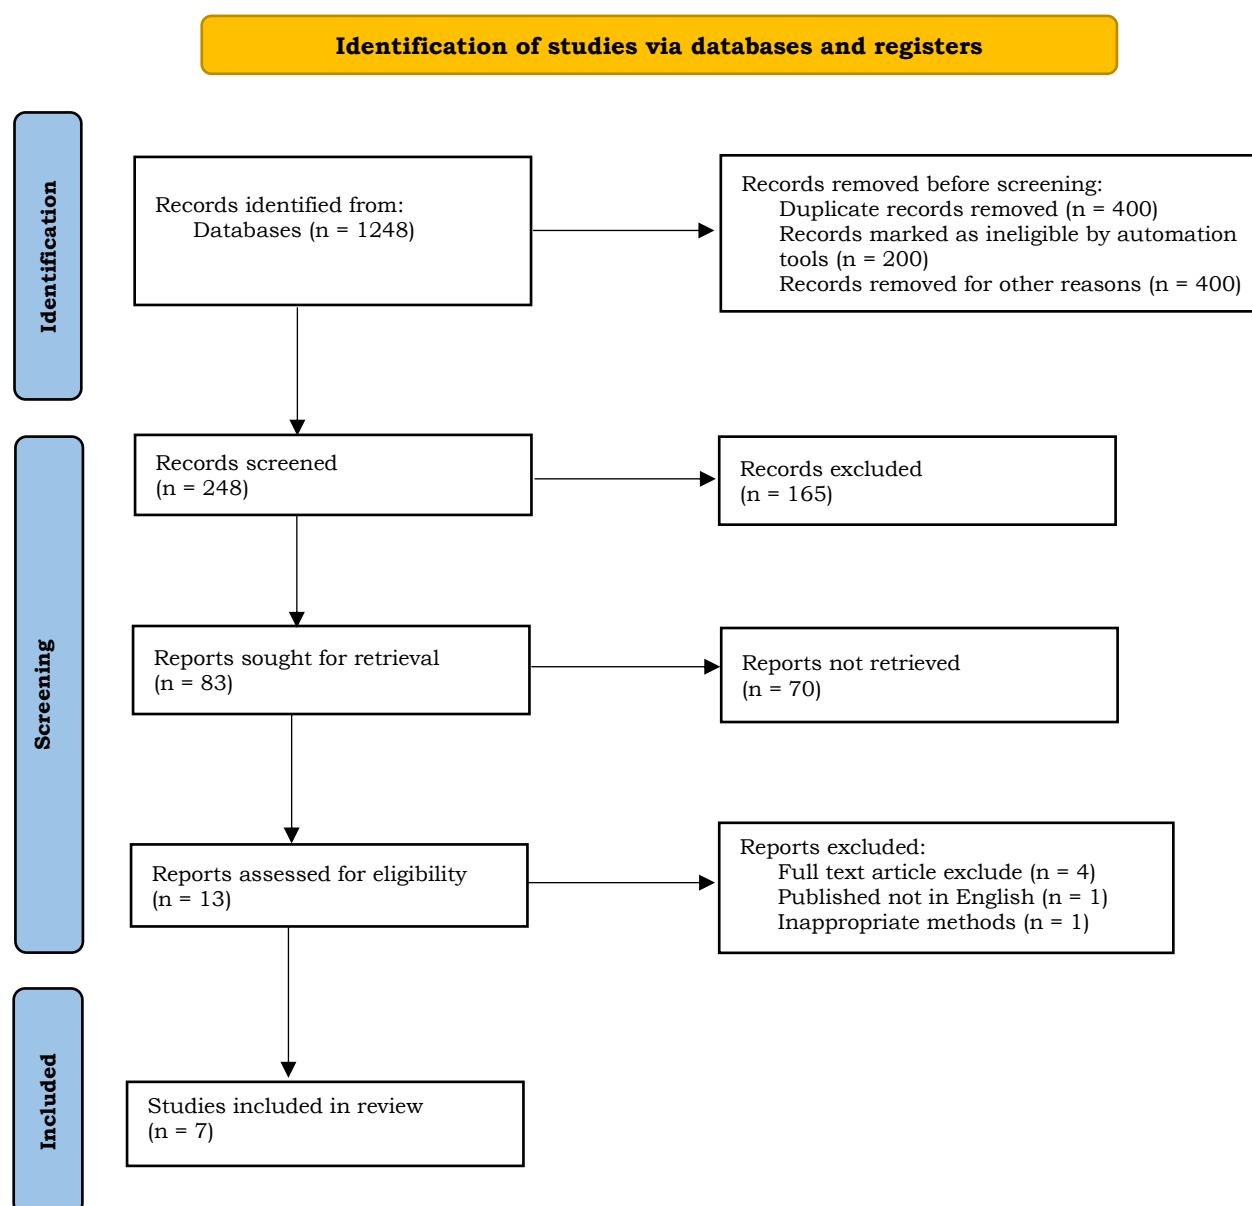 Identification of studies via databases and registers
Identification
Records identified from:
Databases (n = 1248)
Records removed before screening:
Duplicate records removed (n = 400)
Records marked as ineligible by automation
tools (n = 200)
Records removed for other reasons (n = 400)
Screening
Records screened
(n = 248)
Records excluded
(n = 165)
Reports sought for retrieval
(n = 83)
Reports not retrieved
(n = 70)
Reports assessed for eligibility
(n = 13)
Reports excluded:
Full text article exclude (n = 4)
Published not in English (n = 1)
Inappropriate methods (n = 1)
Included
Studies included in review
(n = 7)